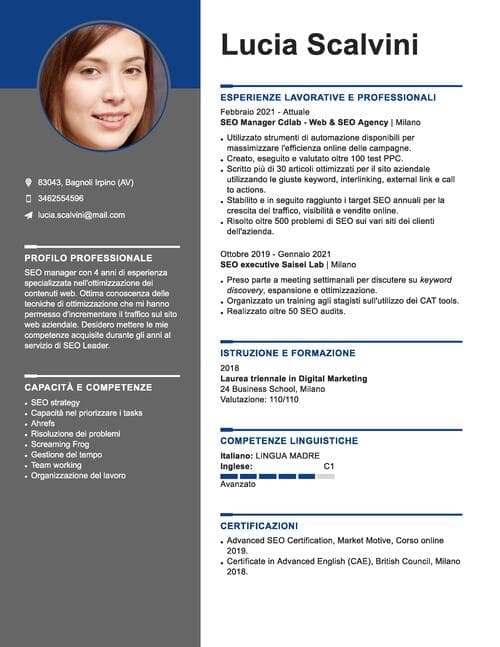 Lucia Scalvini
83043, Bagnoli Irpino (AV)
3462554596
lucia.scalvini@mail.com
PROFILO PROFESSIONALE
SEO manager con 4 anni di esperienza
specializzata nell'ottimizzazione dei
contenuti web. Ottima conoscenza delle
tecniche di ottimizzazione che mi hanno
permesso d'incrementare il traffico sul sito
web aziendale. Desidero mettere le mie
competenze acquisite durante gli anni al
servizio di SEO Leader.
CAPACITÀ E COMPETENZE
• SEO strategy
• Capacità nel priorizzare i tasks
• Ahrefs
• Risoluzione dei problemi
• Screaming Frog
• Gestione del tempo
• Team working
• Organizzazione del lavoro
ESPERIENZE LAVORATIVE E PROFESSIONALI
Febbraio 2021 - Attuale
SEO Manager Cdlab - Web & SEO Agency | Milano
• Utilizzato strumenti di automazione disponibili per
massimizzare l'efficienza online delle campagne.
• Creato, eseguito e valutato oltre 100 test PPC.
• Scritto più di 30 articoli ottimizzati per il sito aziendale
utilizzando le giuste keyword, interlinking, external link e call
to actions.
• Stabilito e in seguito raggiunto i target SEO annuali per la
crescita del traffico, visibilità e vendite online.
• Risolto oltre 500 problemi di SEO su vari siti dei clienti
dell'azienda.
Ottobre 2019 - Gennaio 2021
SEO executive Saisei Lab | Milano
• Preso parte a meeting settimanali per discutere su keyword
discovery, espansione e ottimizzazione.
• Organizzato un training agli stagisti sull'utilizzo dei CAT tools.
• Realizzato oltre 50 SEO audits.
ISTRUZIONE E FORMAZIONE
2018
Laurea triennale in Digital Marketing
24 Business School, Milano
Valutazione: 110/110
COMPETENZE LINGUISTICHE
Italiano: LINGUA MADRE
Inglese: C1
Avanzato
CERTIFICAZIONI
• Advanced SEO Certification, Market Motive, Corso online
2019.
• Certificate in Advanced English (CAE), British Council, Milano
2018.